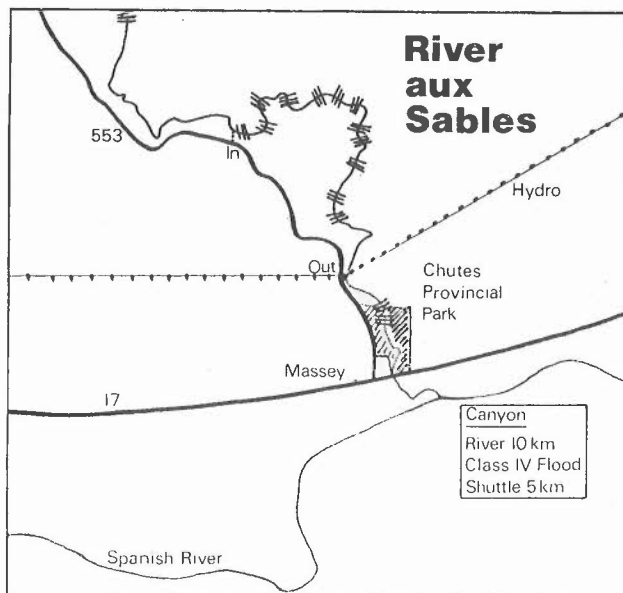 River
aux
Sables
553
In
Hydro
Out
Chutes
Provincial
Park
Massey
17
Canyon
River 10 km
Class IV Flood
Shuttle 5 km
Spanish River